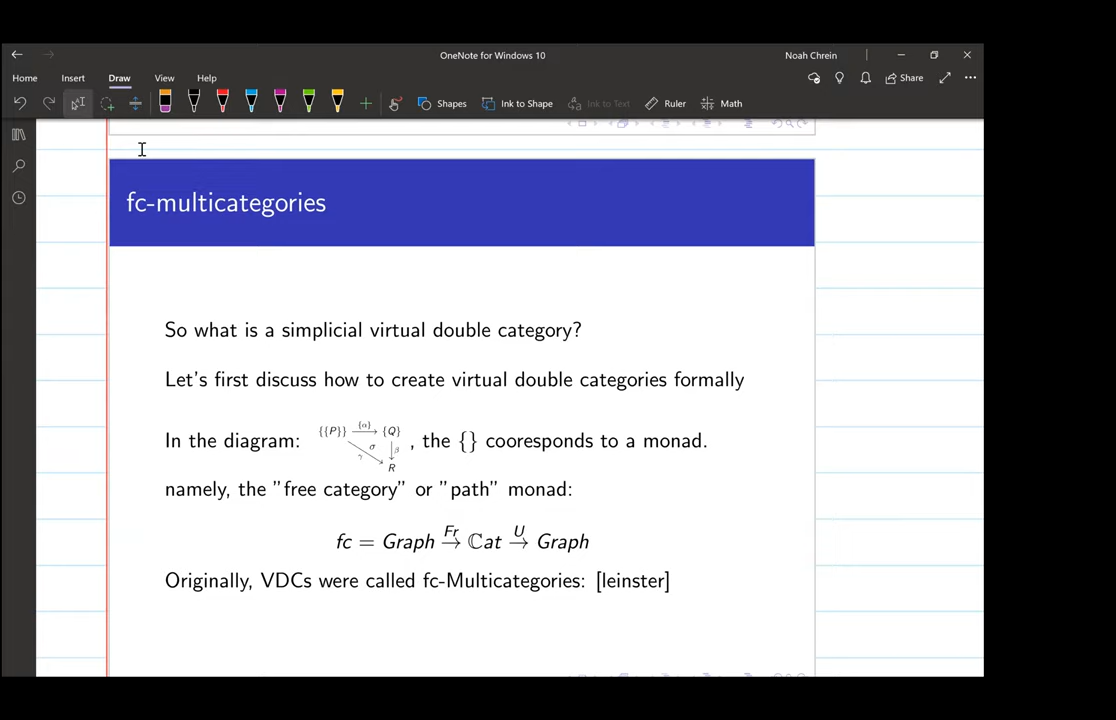 OneNote for Windows 10
Noah Chrein
Home Insert Draw View Help
Share
Shapes Ink to Shape Ink to Text Ruler Math
fc-multicategories
So what is a simplicial virtual double category?
Let's first discuss how to create virtual double categories formally
In the diagram: {{P}} {α} → {Q} σ β γ R , the {} cooresponds to a monad.
namely, the "free category" or "path" monad:
fc = Graph Fr → ℂat U → Graph
Originally, VDCs were called fc-Multicategories: [leinster]